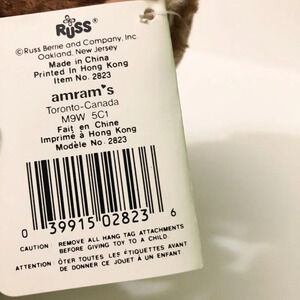 RUSS®
©Russ Berrie and Company, Inc
Oakland, New Jersey
Made in China
Printed In Hong Kong
Item No. 2823
amram's
Toronto-Canada
M9W 5C1
Fait en Chine
Imprimé à Hong Kong
Modèle No. 2823
0 39915 02823 6
CAUTION : REMOVE ALL HANG TAG ATTACHMENTS
BEFORE GIVING TOY TO A CHILD
ATTENTION : ÔTER TOUTES LES ÉTIQUETTES AVANT
DE DONNER CE JOUET À UN ENFANT